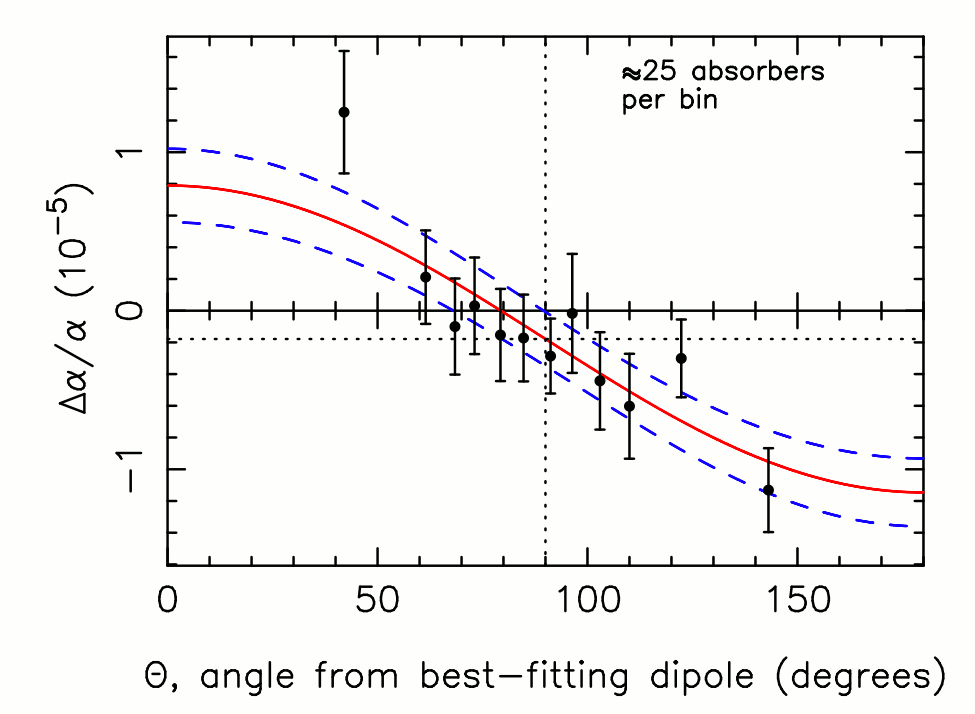 ≈25 absorbers
per bin
1
0
−1
Δα/α (10⁻⁵)
0 50 100 150
Θ, angle from best−fitting dipole (degrees)